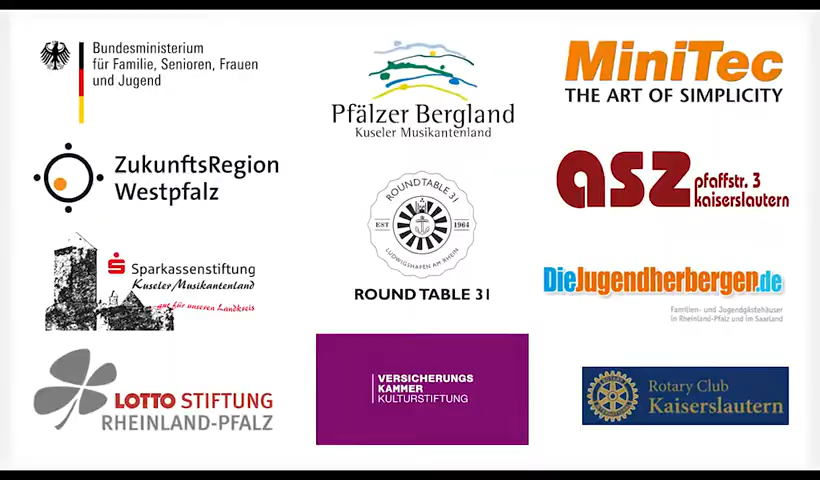 Bundesministerium
für Familie, Senioren, Frauen
und Jugend
ZukunftsRegion
Westpfalz
Sparkassenstiftung
Kuseler Musikantenland
gut für unseren Landkreis
LOTTO STIFTUNG
RHEINLAND-PFALZ
Pfälzer Bergland
Kuseler Musikantenland
ROUNDTABLE 31
EST 1964
LUDWIGSHAFEN AM RHEIN
ROUND TABLE 31
VERSICHERUNGS
KAMMER
KULTURSTIFTUNG
MiniTec
THE ART OF SIMPLICITY
asz pfaffstr. 3
kaiserslautern
DieJugendherbergen.de
Familien- und Jugendgästehäuser
in Rheinland-Pfalz und im Saarland
Rotary Club
Kaiserslautern